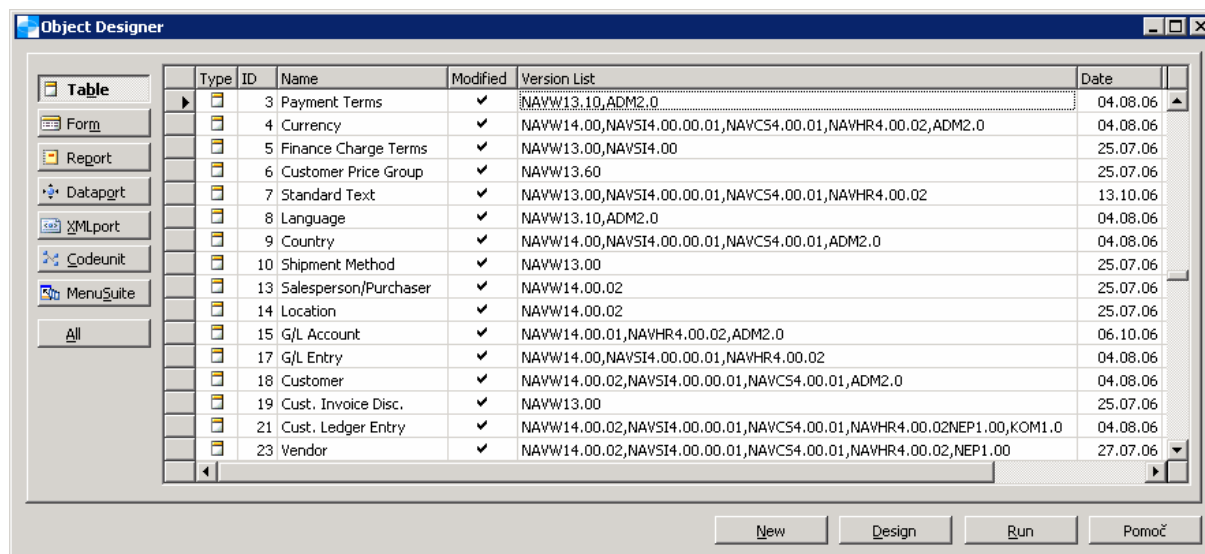 Object Designer
Table
Form
Report
Dataport
XMLport
Codeunit
MenuSuite
All
Type ID Name Modified Version List Date
3 Payment Terms NAVW13.10,ADM2.0 04.08.06
4 Currency NAVW14.00,NAVSI4.00.00.01,NAVCS4.00.01,NAVHR4.00.02,ADM2.0 04.08.06
5 Finance Charge Terms NAVW13.00,NAVSI4.00 25.07.06
6 Customer Price Group NAVW13.60 25.07.06
7 Standard Text NAVW13.00,NAVSI4.00.00.01,NAVCS4.00.01,NAVHR4.00.02 13.10.06
8 Language NAVW13.10,ADM2.0 04.08.06
9 Country NAVW14.00,NAVSI4.00.00.01,NAVCS4.00.01,ADM2.0 04.08.06
10 Shipment Method NAVW13.00 25.07.06
13 Salesperson/Purchaser NAVW14.00.02 25.07.06
14 Location NAVW14.00.02 25.07.06
15 G/L Account NAVW14.00.01,NAVHR4.00.02,ADM2.0 06.10.06
17 G/L Entry NAVW14.00,NAVSI4.00.00.01,NAVHR4.00.02 04.08.06
18 Customer NAVW14.00.02,NAVSI4.00.00.01,NAVCS4.00.01,ADM2.0 04.08.06
19 Cust. Invoice Disc. NAVW13.00 25.07.06
21 Cust. Ledger Entry NAVW14.00.02,NAVSI4.00.00.01,NAVCS4.00.01,NAVHR4.00.02NEP1.00,KOM1.0 04.08.06
23 Vendor NAVW14.00.02,NAVSI4.00.00.01,NAVCS4.00.01,NAVHR4.00.02,NEP1.00 27.07.06
New Design Run Pomoč